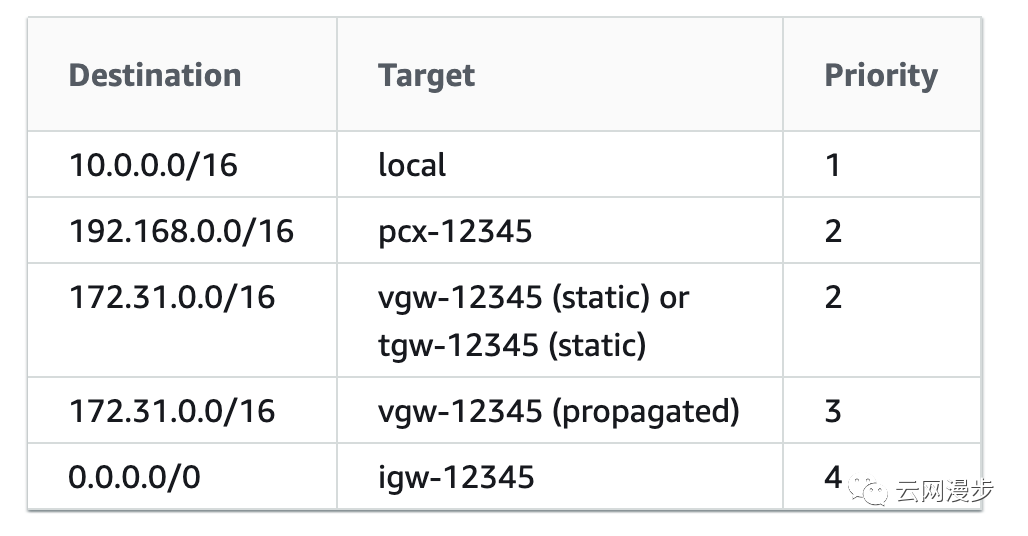 Destination Target Priority
10.0.0.0/16 local 1
192.168.0.0/16 pcx-12345 2
172.31.0.0/16 vgw-12345 (static) or 2
tgw-12345 (static)
172.31.0.0/16 vgw-12345 (propagated) 3
0.0.0.0/0 igw-12345 4
云网漫步